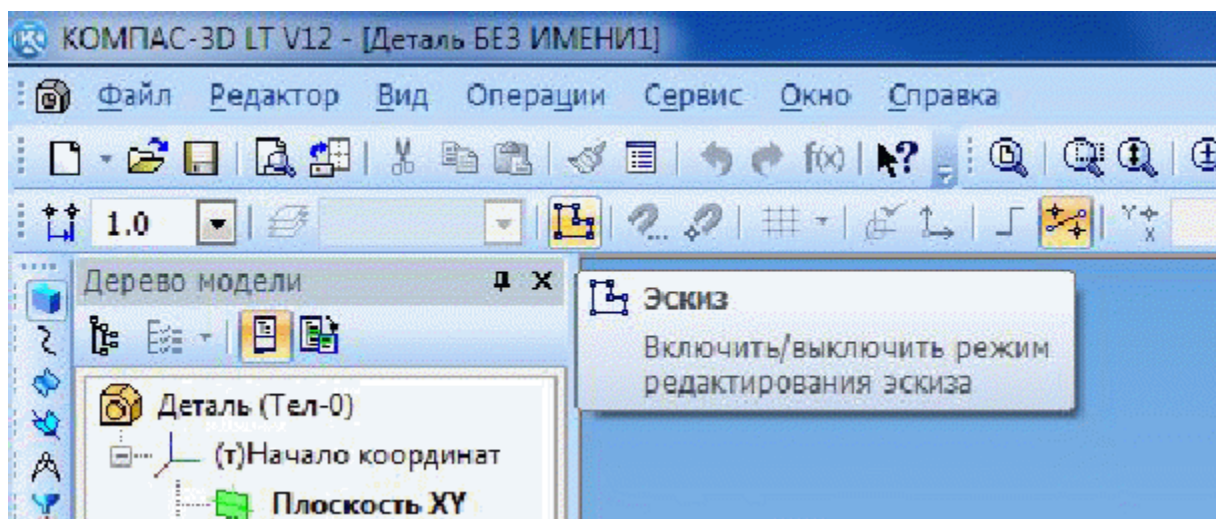 КОМПАС-3D LT V12 - [Деталь БЕЗ ИМЕНИ1]
Файл Редактор Вид Операции Сервис Окно Справка
f(x) ?
1.0
Y X
Дерево модели
Эскиз
Включить/выключить режим
редактирования эскиза
Деталь (Тел-0)
(т)Начало координат
Плоскость XY